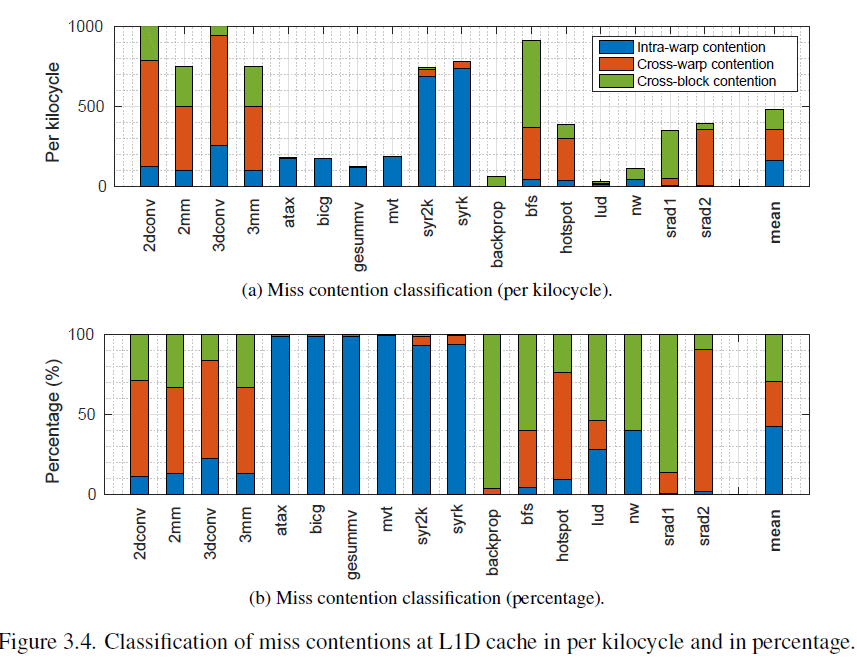 1000
500
0
Per kilocycle
Intra-warp contention
Cross-warp contention
Cross-block contention
2dconv
2mm
3dconv
3mm
atax
bicg
gesummv
mvt
syr2k
syrk
backprop
bfs
hotspot
lud
nw
srad1
srad2
mean
(a) Miss contention classification (per kilocycle).
100
50
0
Percentage (%)
2dconv
2mm
3dconv
3mm
atax
bicg
gesummv
mvt
syr2k
syrk
backprop
bfs
hotspot
lud
nw
srad1
srad2
mean
(b) Miss contention classification (percentage).
Figure 3.4. Classification of miss contentions at L1D cache in per kilocycle and in percentage.